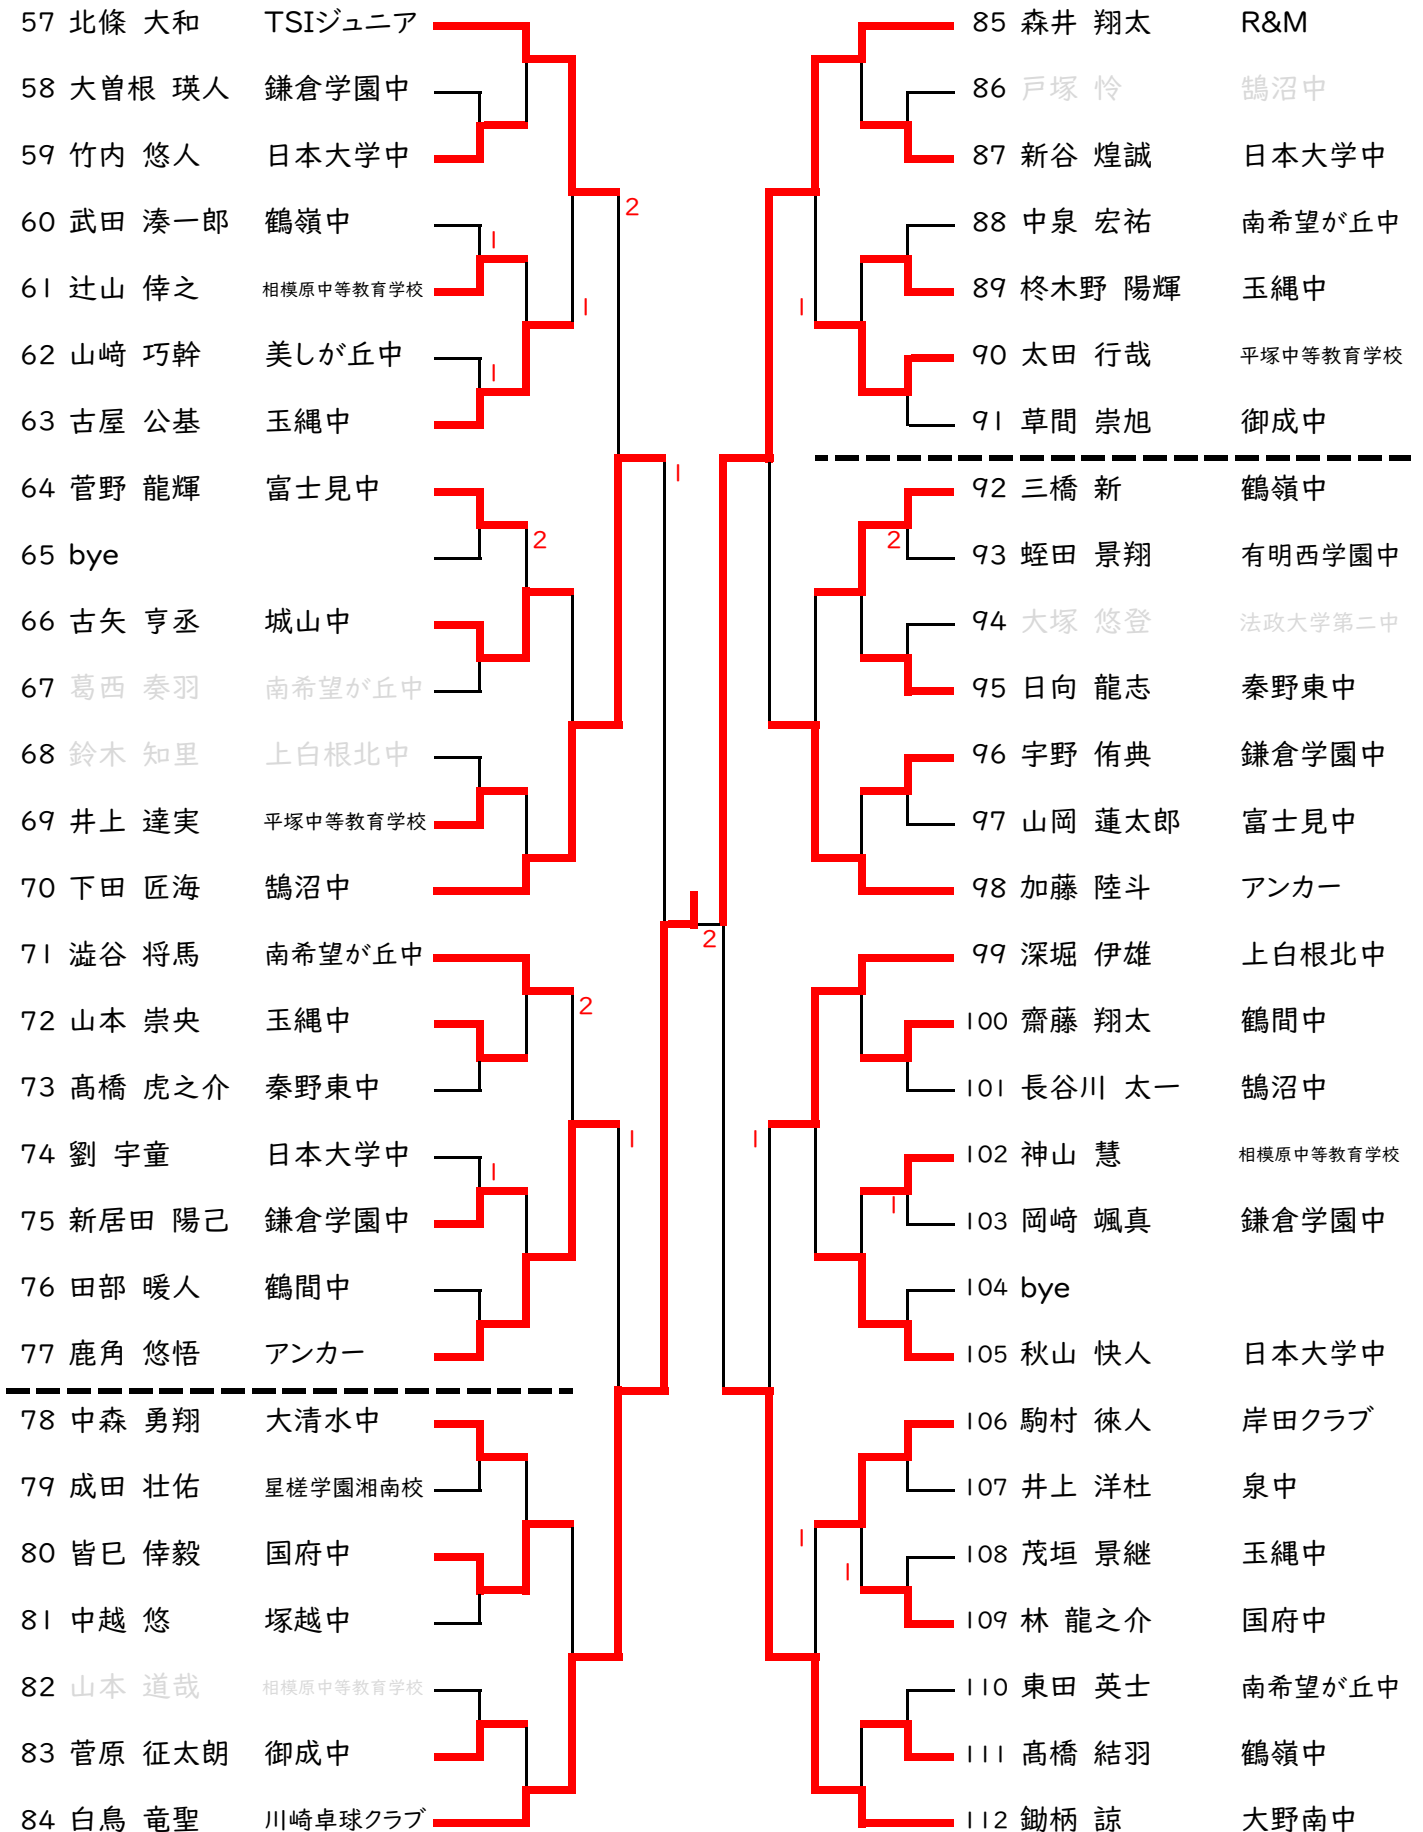 57 北條 大和 TSIジュニア
58 大曽根 瑛人 鎌倉学園中
59 竹内 悠人 日本大学中
2
60 武田 湊一郎 鶴嶺中
1
61 辻山 倖之 相模原中等教育学校
1
62 山﨑 巧幹 美しが丘中
1
63 古屋 公基 玉縄中
1
64 菅野 龍輝 富士見中
2
65 bye
66 古矢 亨丞 城山中
67 葛西 奏羽 南希望が丘中
68 鈴木 知里 上白根北中
69 井上 達実 平塚中等教育学校
70 下田 匠海 鵠沼中
2
71 澁谷 将馬 南希望が丘中
2
72 山本 崇央 玉縄中
73 髙橋 虎之介 秦野東中
1
74 劉 宇童 日本大学中
1
75 新居田 陽己 鎌倉学園中
76 田部 暖人 鶴間中
77 鹿角 悠悟 アンカー
78 中森 勇翔 大清水中
79 成田 壮佑 星槎学園湘南校
80 皆巳 倖毅 国府中
81 中越 悠 塚越中
82 山本 道哉 相模原中等教育学校
83 菅原 征太朗 御成中
84 白鳥 竜聖 川崎卓球クラブ
85 森井 翔太 R&M
86 戸塚 怜 鵠沼中
87 新谷 煌誠 日本大学中
88 中泉 宏祐 南希望が丘中
89 柊木野 陽輝 玉縄中
1
90 太田 行哉 平塚中等教育学校
91 草間 崇旭 御成中
92 三橋 新 鶴嶺中
2
93 蛭田 景翔 有明西学園中
94 大塚 悠登 法政大学第二中
95 日向 龍志 秦野東中
96 宇野 侑典 鎌倉学園中
97 山岡 蓮太郎 富士見中
98 加藤 陸斗 アンカー
99 深堀 伊雄 上白根北中
100 齋藤 翔太 鶴間中
101 長谷川 太一 鵠沼中
1
102 神山 慧 相模原中等教育学校
1
103 岡﨑 颯真 鎌倉学園中
104 bye
105 秋山 快人 日本大学中
106 駒村 徠人 岸田クラブ
107 井上 洋杜 泉中
1
108 茂垣 景継 玉縄中
1
109 林 龍之介 国府中
110 東田 英士 南希望が丘中
111 髙橋 結羽 鶴嶺中
112 鋤柄 諒 大野南中